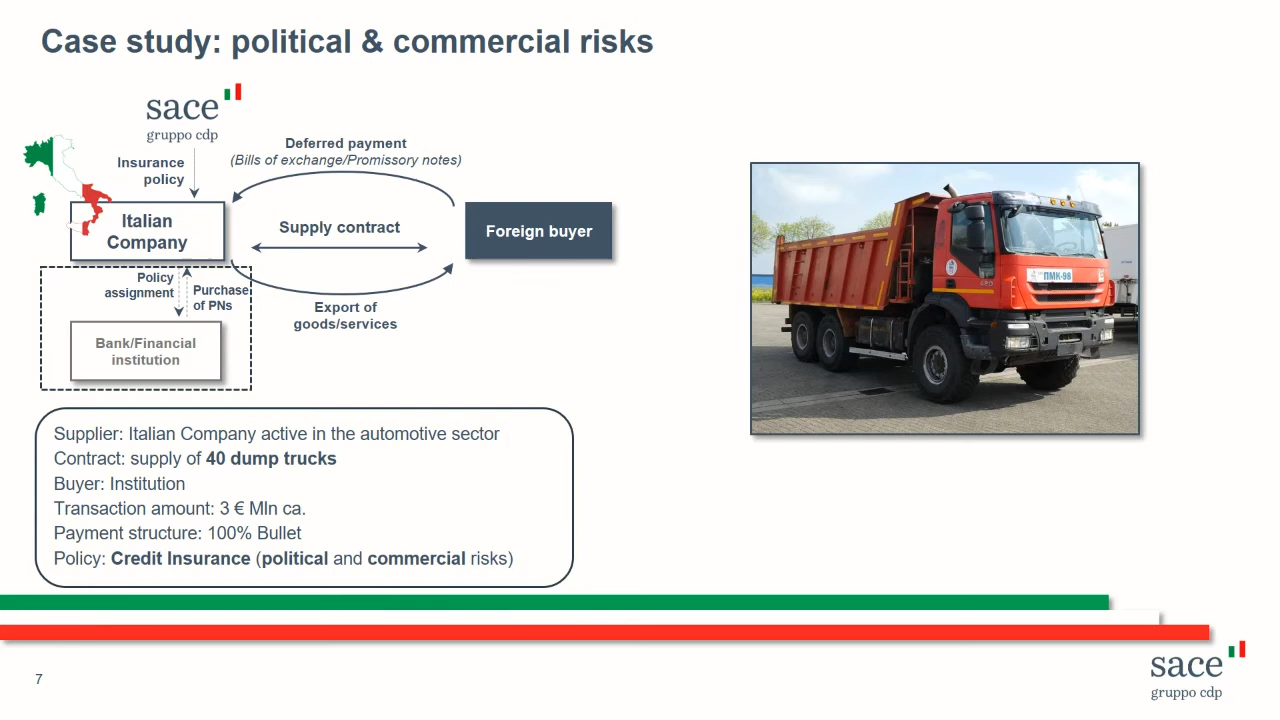 Case study: political & commercial risks
sace
gruppo cdp
Deferred payment
(Bills of exchange/Promissory notes)
Insurance
policy
Italian
Company
Supply contract
Foreign buyer
Policy
assignment
Purchase
of PNs
Export of
goods/services
Bank/Financial
institution
ПМК-98
Supplier: Italian Company active in the automotive sector
Contract: supply of 40 dump trucks
Buyer: Institution
Transaction amount: 3 € Mln ca.
Payment structure: 100% Bullet
Policy: Credit Insurance (political and commercial risks)
7
sace
gruppo cdp